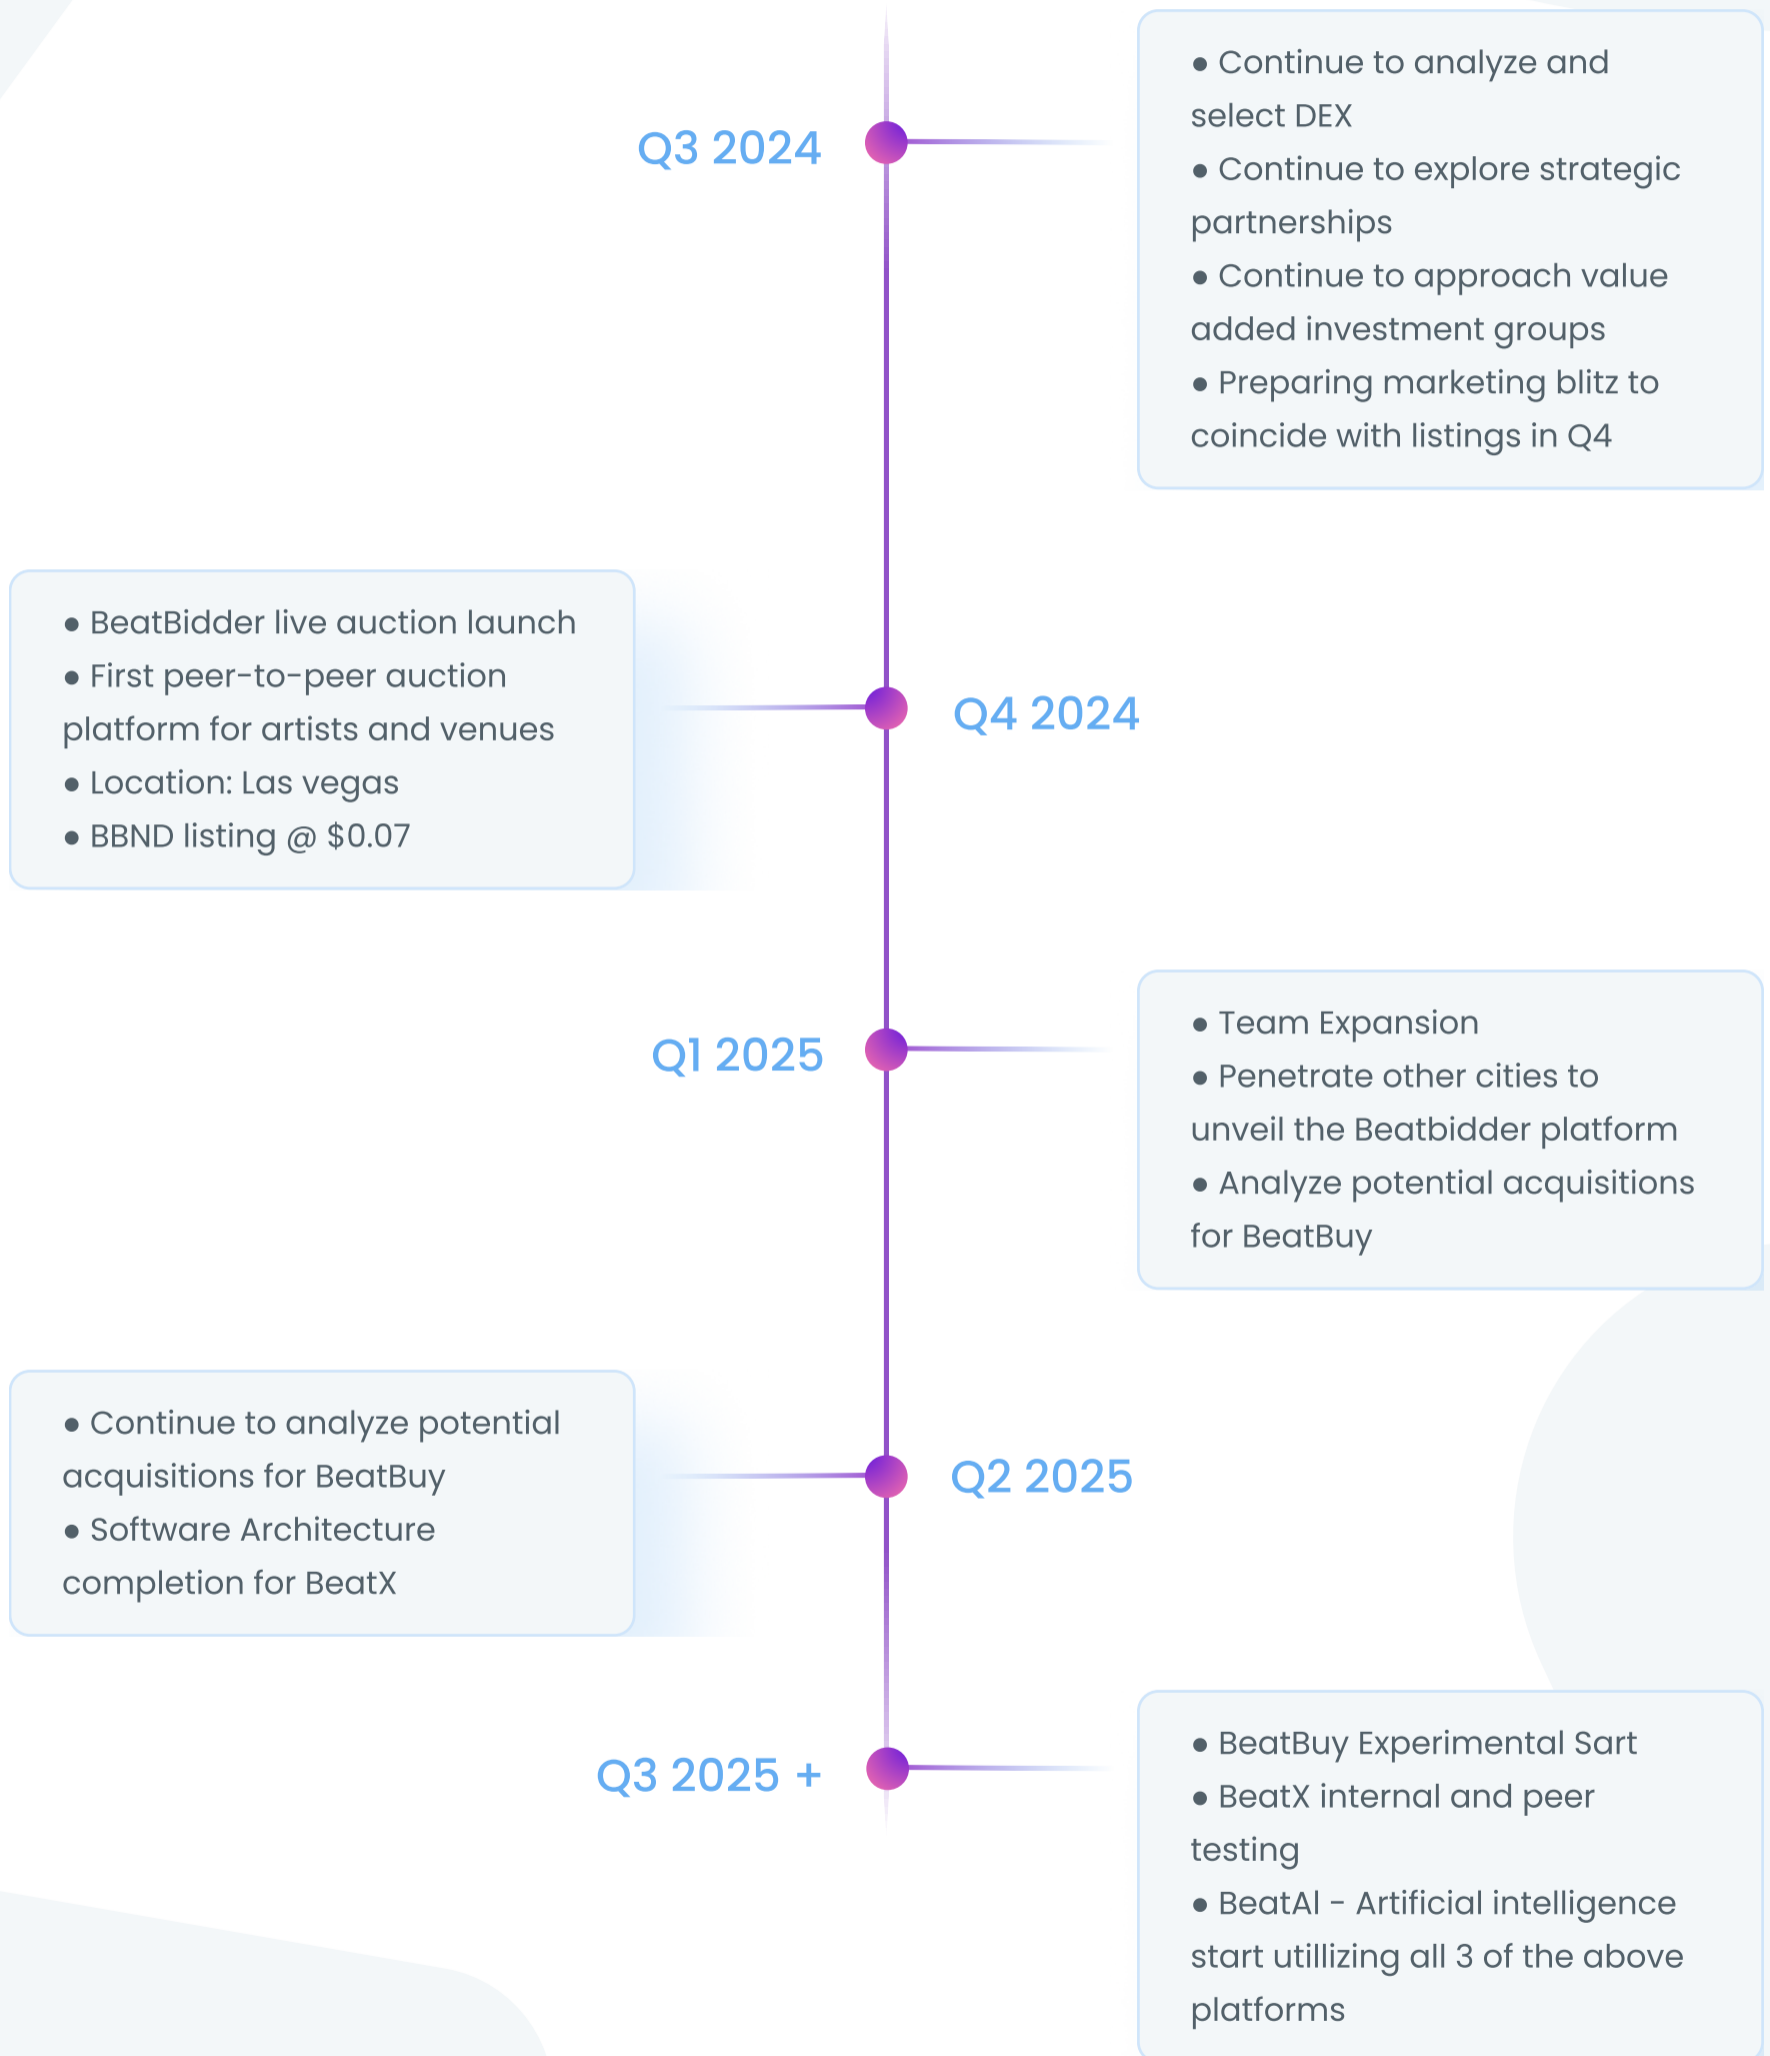 Q3 2024
● Continue to analyze and
select DEX
● Continue to explore strategic
partnerships
● Continue to approach value
added investment groups
● Preparing marketing blitz to
coincide with listings in Q4
● BeatBidder live auction launch
● First peer-to-peer auction
platform for artists and venues
● Location: Las vegas
● BBND listing @ $0.07
Q4 2024
Q1 2025
● Team Expansion
● Penetrate other cities to
unveil the Beatbidder platform
● Analyze potential acquisitions
for BeatBuy
● Continue to analyze potential
acquisitions for BeatBuy
● Software Architecture
completion for BeatX
Q2 2025
Q3 2025 +
● BeatBuy Experimental Sart
● BeatX internal and peer
testing
● BeatAl - Artificial intelligence
start utillizing all 3 of the above
platforms